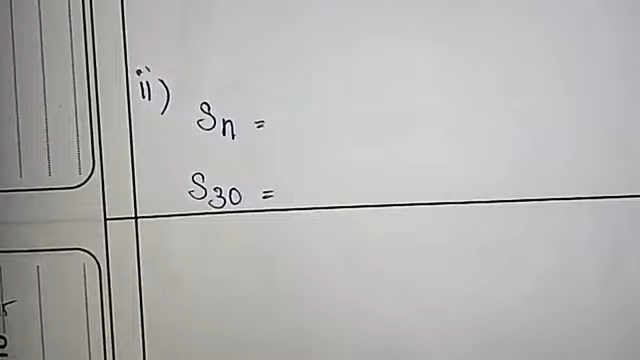 ii) Sn =
S30 =